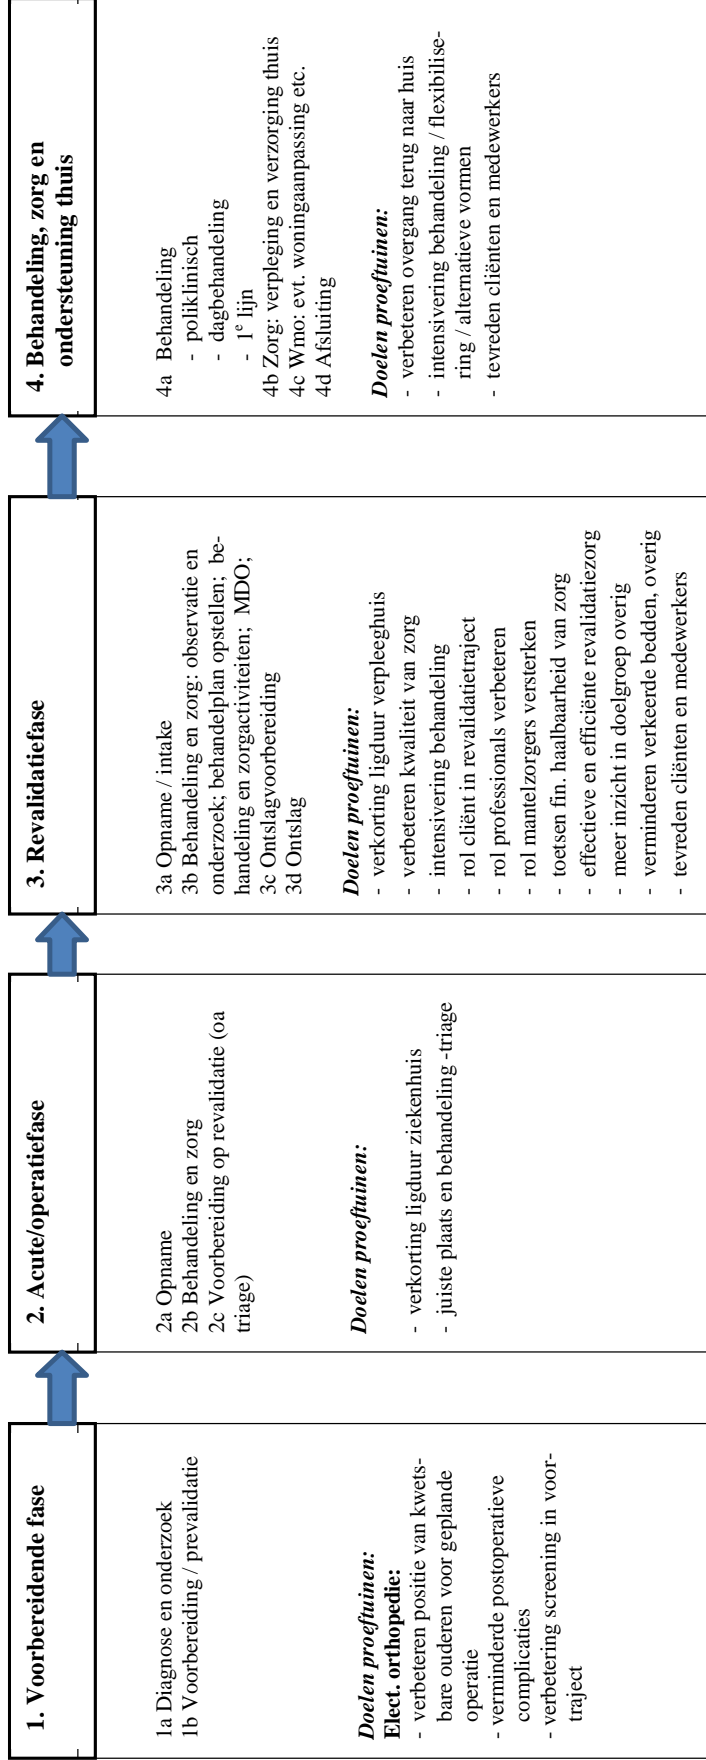 1. Voorbereidende fase
1a Diagnose en onderzoek
1b Voorbereiding / prevalidatie
Doelen proeftuinen:
Elect. orthopedie:
- verbeteren positie van kwets-
bare ouderen voor geplande
operatie
- verminderde postoperatieve
complicaties
- verbetering screening in voor-
traject
2. Acute/operatiefase
2a Opname
2b Behandeling en zorg
2c Voorbereiding op revalidatie (oa
triage)
Doelen proeftuinen:
- verkorting ligduur ziekenhuis
- juiste plaats en behandeling -triage
3. Revalidatiefase
3a Opname / intake
3b Behandeling en zorg: observatie en
onderzoek; behandelplan opstellen; be-
handeling en zorgactiviteiten; MDO;
3c Ontslagvoorbereiding
3d Ontslag
Doelen proeftuinen:
- verkorting ligduur verpleeghuis
- verbeteren kwaliteit van zorg
- intensivering behandeling
- rol cliënt in revalidatietraject
- rol professionals verbeteren
- rol mantelzorgers versterken
- toetsen fin. haalbaarheid van zorg
- effectieve en efficiënte revalidatiezorg
- meer inzicht in doelgroep overig
- verminderen verkeerde bedden, overig
- tevreden cliënten en medewerkers
4. Behandeling, zorg en
ondersteuning thuis
4a Behandeling
- poliklinisch
- dagbehandeling
- 1e lijn
4b Zorg: verpleging en verzorging thuis
4c Wmo: evt. woningaanpassing etc.
4d Afsluiting
Doelen proeftuinen:
- verbeteren overgang terug naar huis
- intensivering behandeling / flexibilise-
ring / alternatieve vormen
- tevreden cliënten en medewerkers